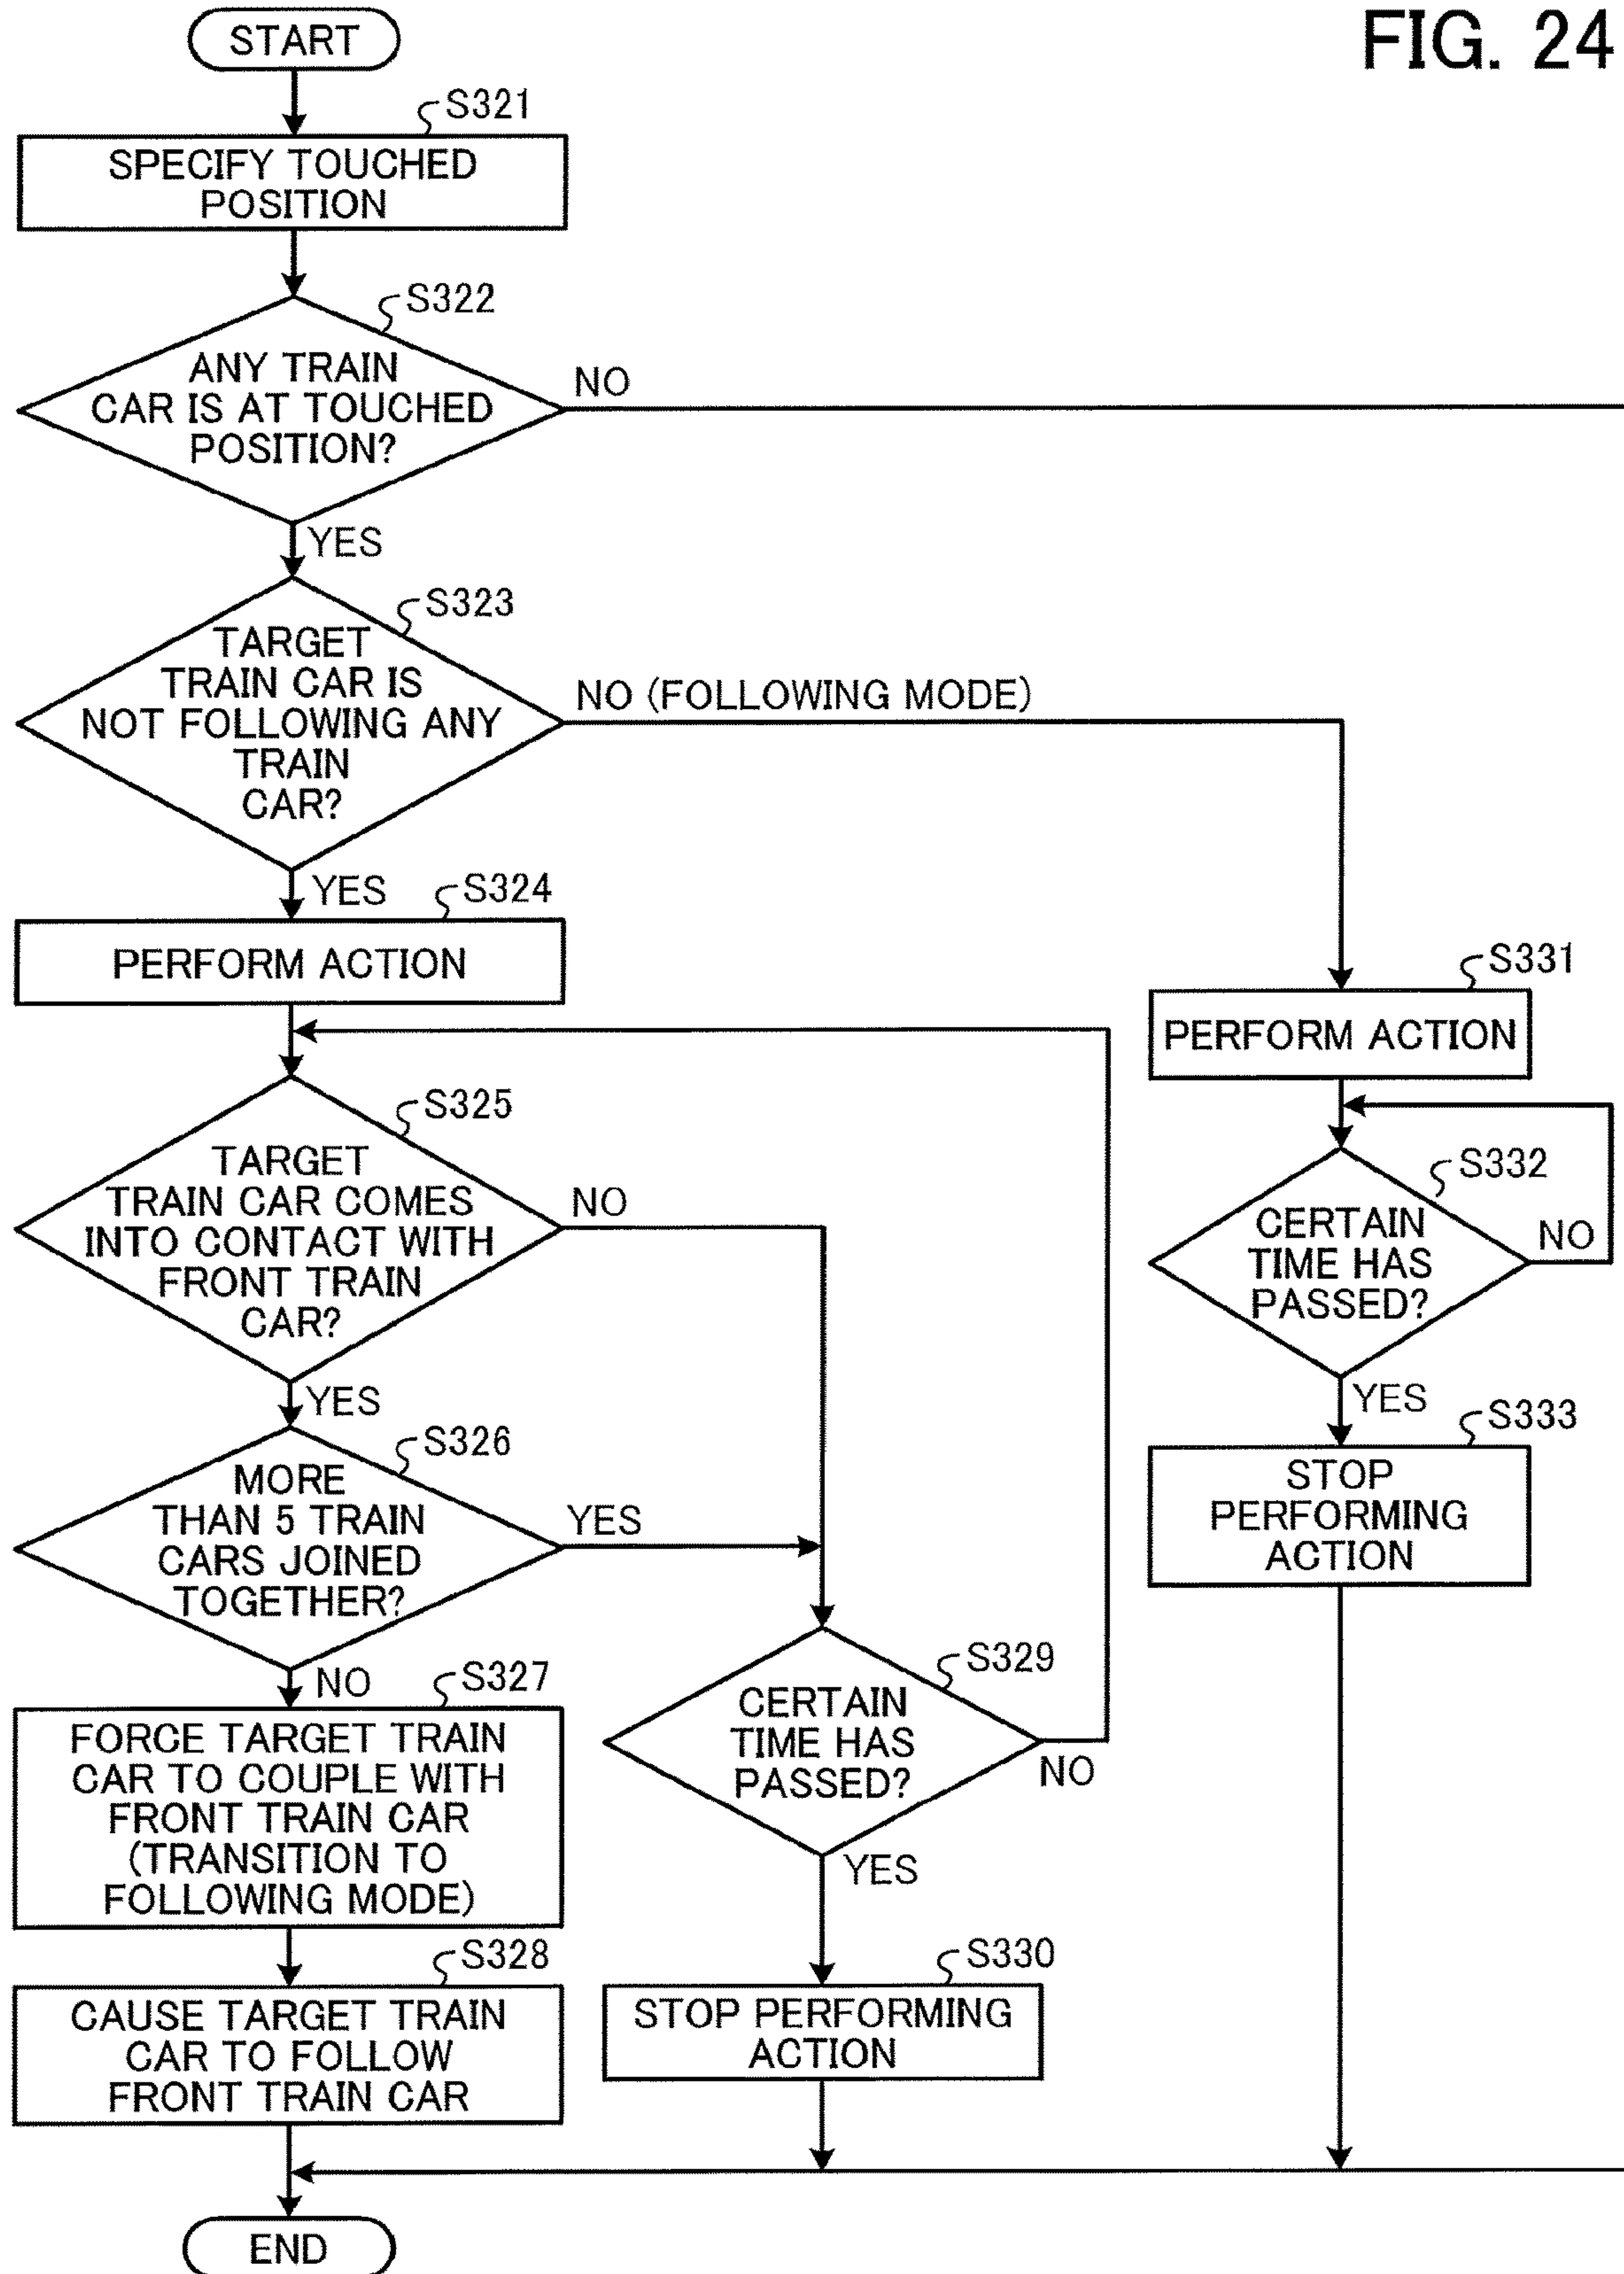 FIG. 24
START
S321
SPECIFY TOUCHED
POSITION
S322
ANY TRAIN
CAR IS AT TOUCHED
POSITION?
NO
YES
S323
TARGET
TRAIN CAR IS
NOT FOLLOWING ANY
TRAIN
CAR?
NO (FOLLOWING MODE)
YES
S324
PERFORM ACTION
S325
TARGET
TRAIN CAR COMES
INTO CONTACT WITH
FRONT TRAIN
CAR?
NO
YES
S326
MORE
THAN 5 TRAIN
CARS JOINED
TOGETHER?
YES
NO
S327
FORCE TARGET TRAIN
CAR TO COUPLE WITH
FRONT TRAIN CAR
(TRANSITION TO
FOLLOWING MODE)
S328
CAUSE TARGET TRAIN
CAR TO FOLLOW
FRONT TRAIN CAR
S329
CERTAIN
TIME HAS
PASSED?
NO
YES
S330
STOP PERFORMING
ACTION
S331
PERFORM ACTION
S332
CERTAIN
TIME HAS
PASSED?
NO
YES
S333
STOP
PERFORMING
ACTION
END